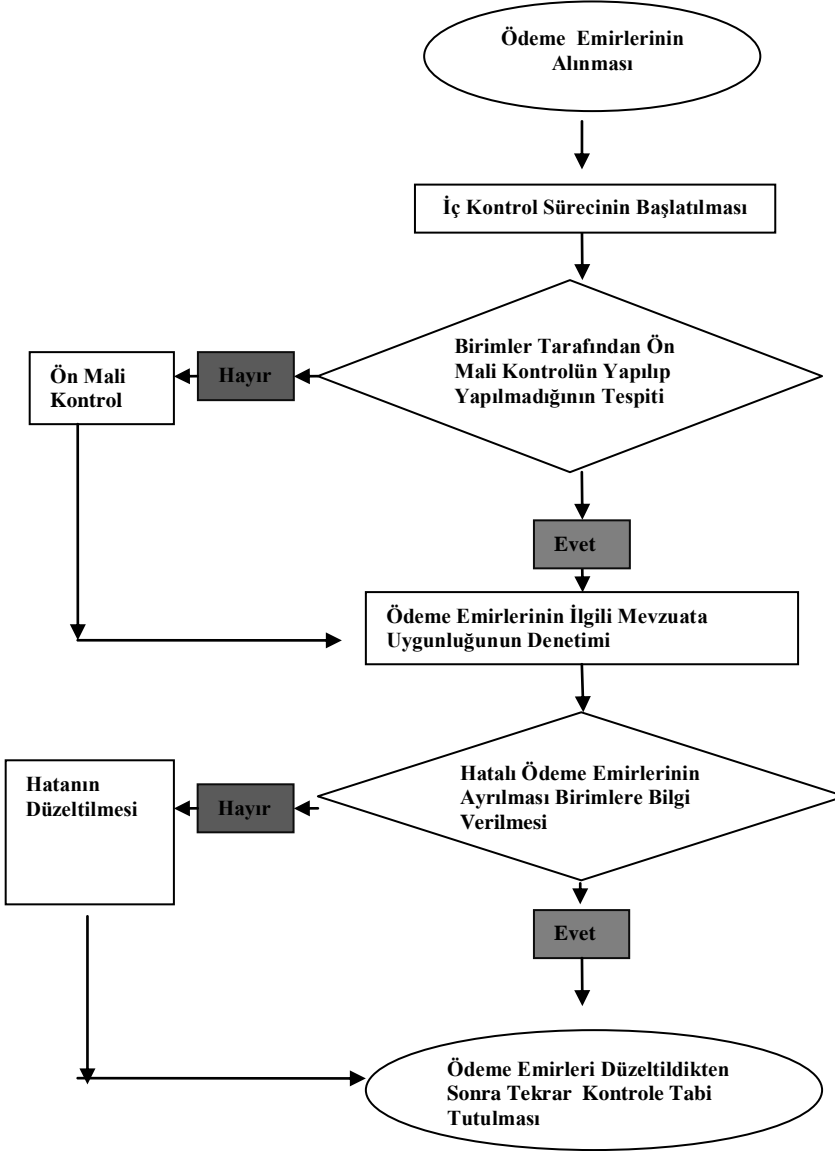 Ödeme Emirlerinin
Alınması
İç Kontrol Sürecinin Başlatılması
Birimler Tarafından Ön
Mali Kontrolün Yapılıp
Yapılmadığının Tespiti
Hayır
Ön Mali
Kontrol
Evet
Ödeme Emirlerinin İlgili Mevzuata
Uygunluğunun Denetimi
Hatalı Ödeme Emirlerinin
Ayrılması Birimlere Bilgi
Verilmesi
Hayır
Hatanın
Düzeltilmesi
Evet
Ödeme Emirleri Düzeltildikten
Sonra Tekrar Kontrole Tabi
Tutulması